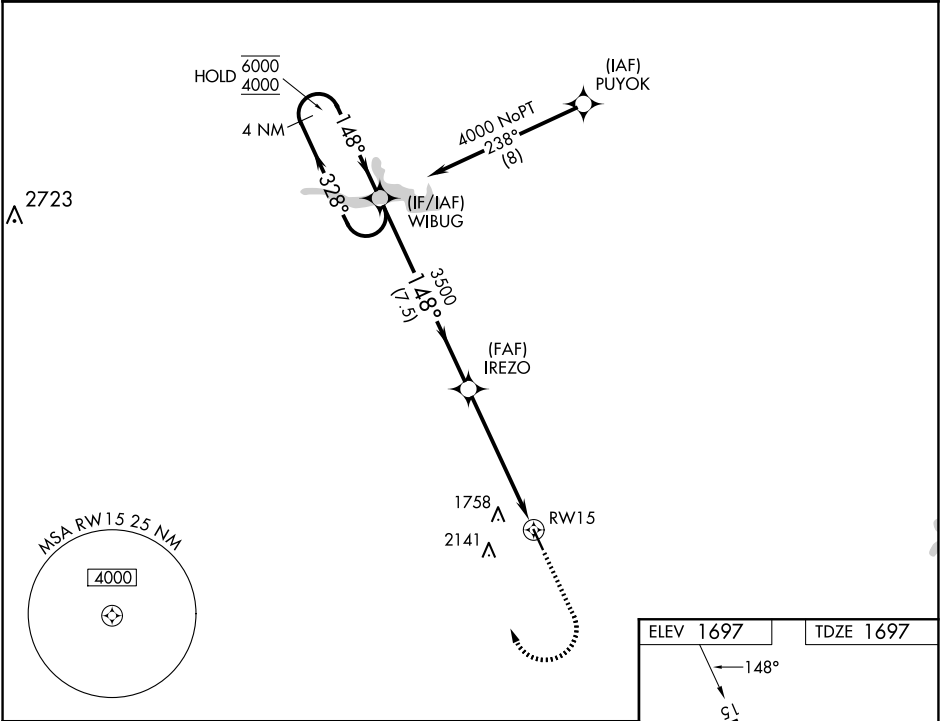 HOLD
6000
4000
4 NM
148°
328°
(IAF)
PUYOK
4000 NoPT
238°
(8)
2723
(IF/IAF)
WIBUG
3500
148°
(7.5)
(FAF)
IREZO
1758
2141
RW15
MSA RW15 25 NM
4000
ELEV 1697
TDZE 1697
148°
15